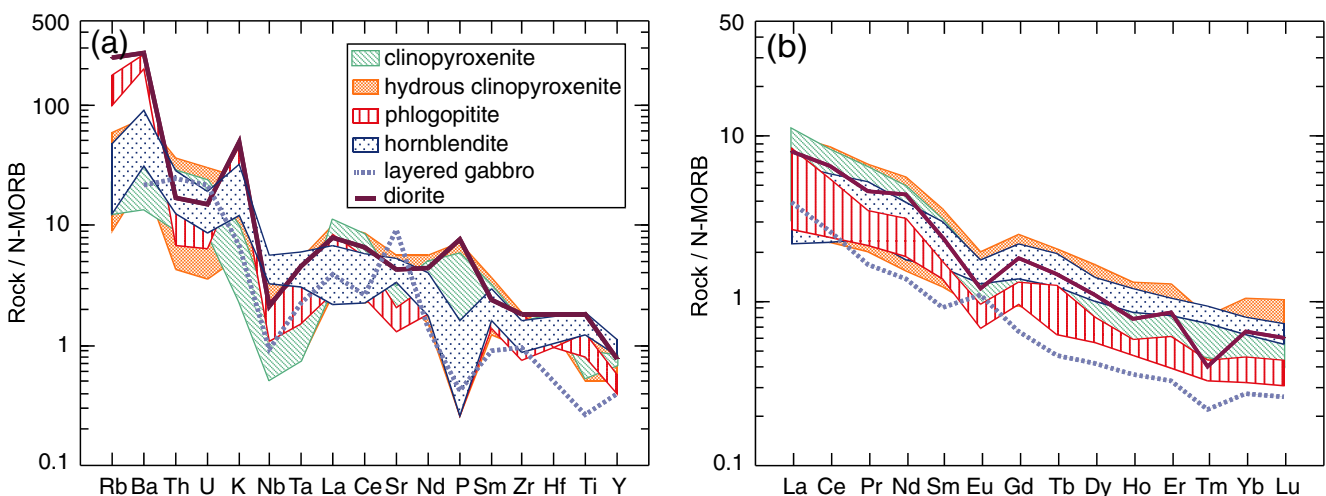 (a)
500
100
10
1
0.1
Rock / N-MORB
clinopyroxenite
hydrous clinopyroxenite
phlogopitite
hornblendite
layered gabbro
diorite
Rb Ba Th U K Nb Ta La Ce Sr Nd P Sm Zr Hf Ti Y
(b)
50
10
1
0.1
Rock / N-MORB
La Ce Pr Nd Sm Eu Gd Tb Dy Ho Er Tm Yb Lu